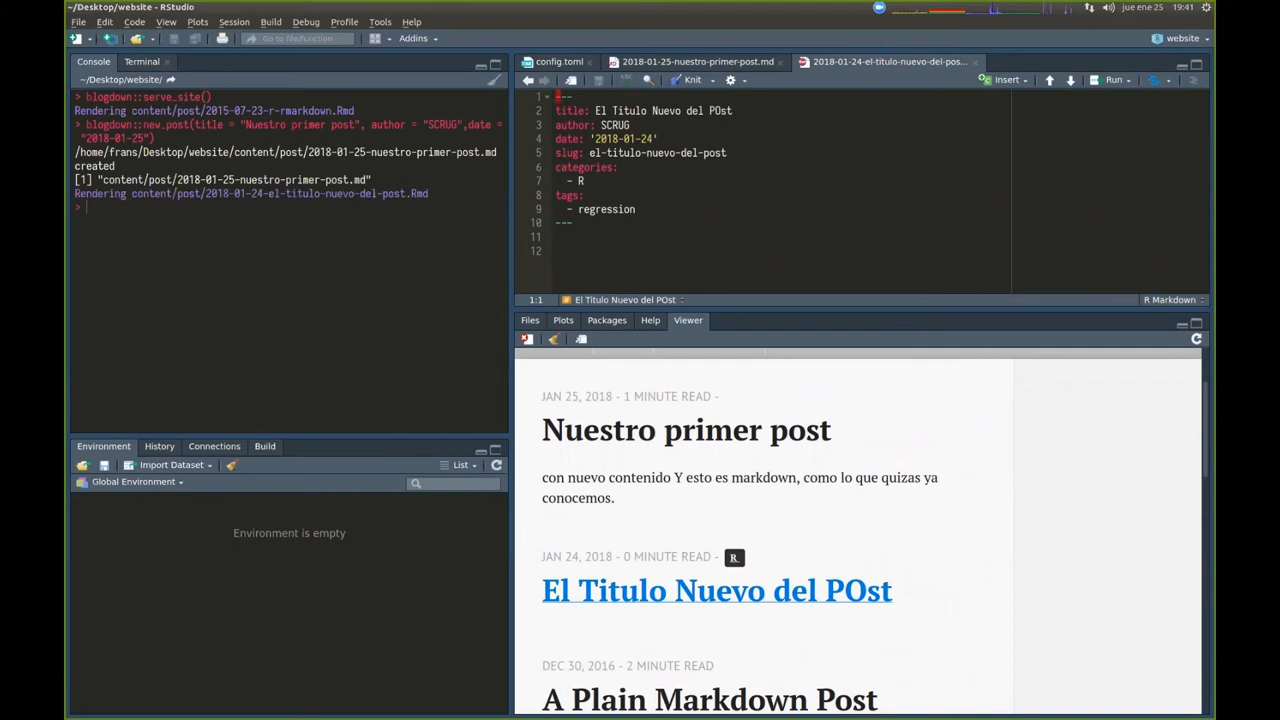 ~/Desktop/website - RStudio
jue ene 25 19:41
File Edit Code View Plots Session Build Debug Profile Tools Help
Go to file/function Addins website
Console Terminal
~/Desktop/website/
> blogdown::serve_site()
Rendering content/post/2015-07-23-r-rmarkdown.Rmd
> blogdown::new_post(title = "Nuestro primer post", author = "SCRUG",date =
"2018-01-25")
/home/frans/Desktop/website/content/post/2018-01-25-nuestro-primer-post.md
created
[1] "content/post/2018-01-25-nuestro-primer-post.md"
Rendering content/post/2018-01-24-el-titulo-nuevo-del-post.Rmd
>
config.toml 2018-01-25-nuestro-primer-post.md 2018-01-24-el-titulo-nuevo-del-pos...
ABC Knit Insert Run
1 ---
2 title: El Titulo Nuevo del POst
3 author: SCRUG
4 date: '2018-01-24'
5 slug: el-titulo-nuevo-del-post
6 categories:
7 - R
8 tags:
9 - regression
10 ---
11
12
1:1 # El Titulo Nuevo del POst R Markdown
Environment History Connections Build
Import Dataset List
Global Environment
Environment is empty
Files Plots Packages Help Viewer
JAN 25, 2018 - 1 MINUTE READ -
Nuestro primer post
con nuevo contenido Y esto es markdown, como lo que quizas ya
conocemos.
JAN 24, 2018 - 0 MINUTE READ - R
El Titulo Nuevo del POst
DEC 30, 2016 - 2 MINUTE READ
A Plain Markdown Post